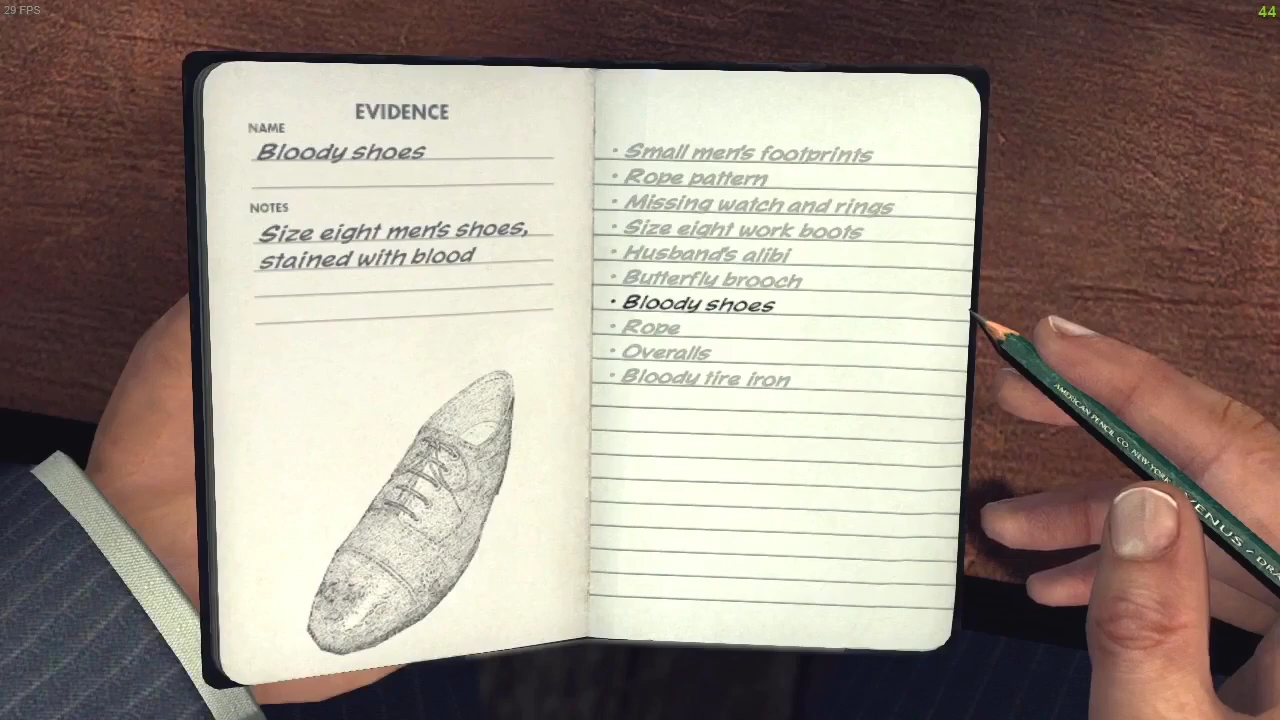 29 FPS
44
EVIDENCE
NAME
Bloody shoes
NOTES
Size eight men's shoes,
stained with blood
• Small men's footprints
• Rope pattern
• Missing watch and rings
• Size eight work boots
• Husband's alibi
• Butterfly brooch
• Bloody shoes
• Rope
• Overalls
• Bloody tire iron
AMERICAN PENCIL CO. NEW YORK
VENUS / DRA